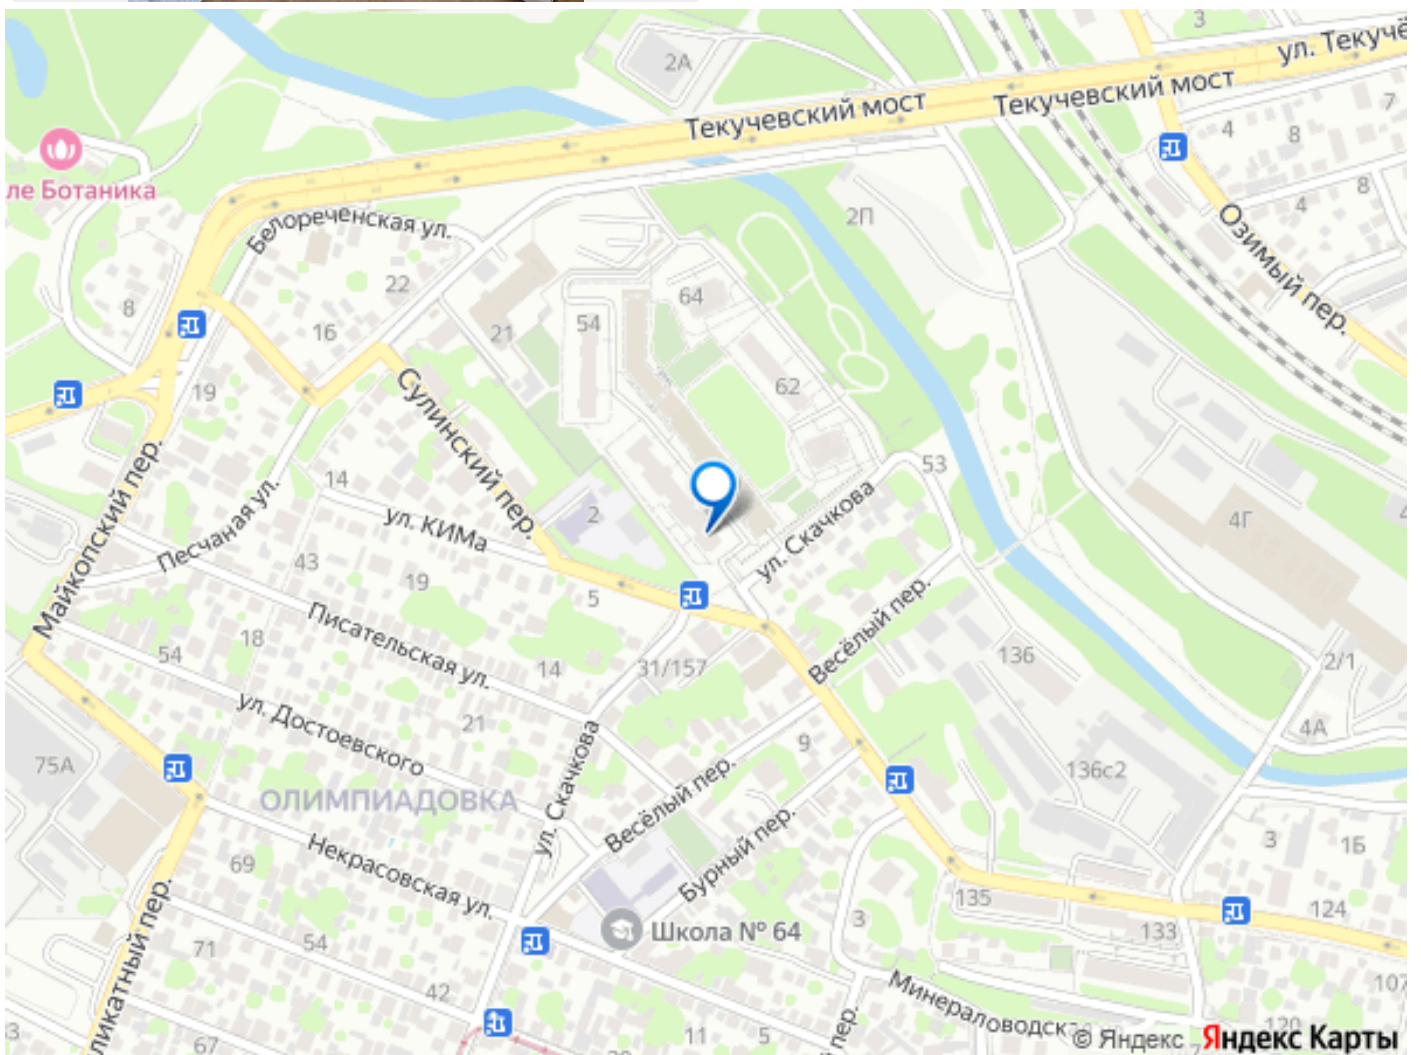 3
ул. Текучё
2А
Текучевский мост
Текучевский мост
7
4
8
ле Ботаника
8
4
2П
Белореченская ул.
Озимый пер.
22
64
8
16
21
54
62
19
Сулинский пер.
Майкопский пер.
14
53
Песчаная ул.
ул. КИМа
2
ул. Скачкова
4Г
43
19
5
Писательская ул.
Весёлый пер.
18
54
14
31/157
136
2/1
ул. Достоевского
21
4А
75А
9
136с2
ОЛИМПИАДОВКА
ул. Скачкова
Весёлый пер.
Бурный пер.
3
1Б
69
Некрасовская ул.
135
124
3
Школа № 64
133
71
54
ликатный пер.
42
Минераловодск
107
пер.
11
5
120
67
20
7
© Яндекс Яндекс Карты